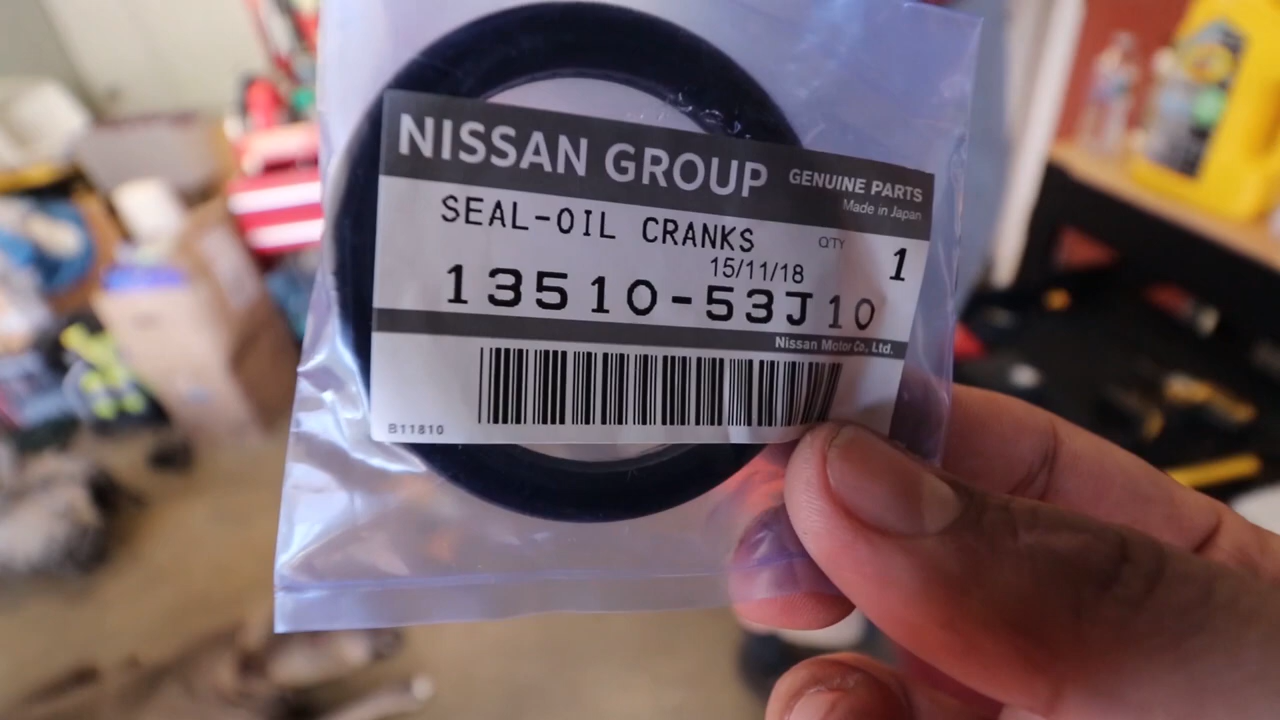 NISSAN GROUP GENUINE PARTS
Made in Japan
SEAL-OIL CRANKS QTY 1
15/11/18
13510-53J10
Nissan Motor Co., Ltd.
B11810